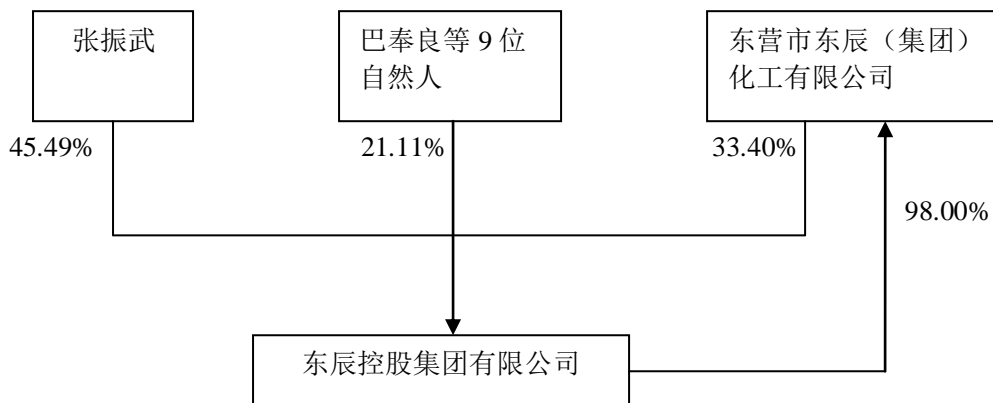 张振武
巴奉良等 9 位
自然人
东营市东辰（集团）
化工有限公司
45.49%
21.11%
33.40%
98.00%
东辰控股集团有限公司